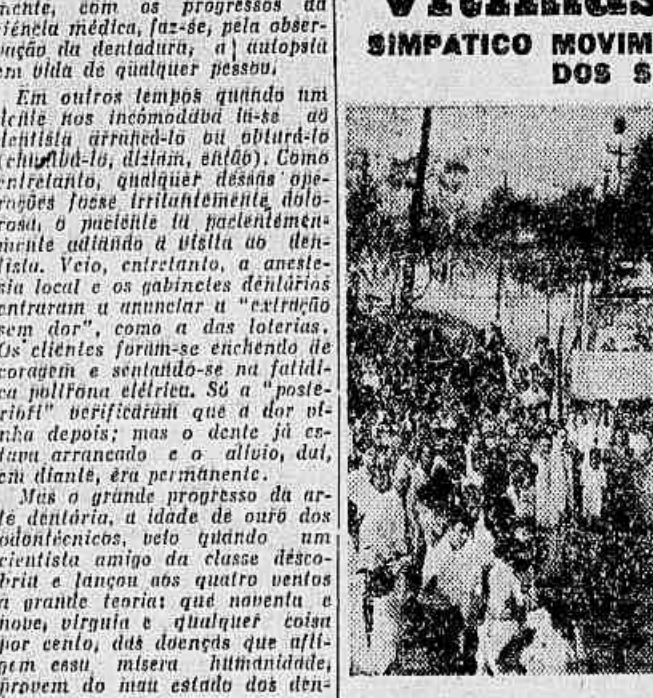 mente, com os progressos da
ciência médica, faz-se, pela obser-
vação da dentadura, a autopsia
em vida de qualquer pessoa.
Em outros tempos quando um
dente nos incomodava ia-se ao
dentista arrancá-lo ou obturá-lo
(chumbá-lo, diziam, então). Como
entretanto, qualquer dessas ope-
rações fosse irritantemente dolo-
rosa, o paciente ia pacientemen-
mente adiando a visita ao den-
tista. Veio, entretanto, a aneste-
sia local e os gabinetes dentários
entraram a anunciar a "extração
sem dor", como a das loterias.
Os clientes foram-se enchendo de
coragem e sentando-se na fatídi-
ca poltrona elétrica. Só a "poste-
riori" verificaram que a dor vi-
nha depois; mas o dente já es-
tava arrancado e o alívio, daí,
em diante, era permanente.
Mas o grande progresso da ar-
te dentária, a idade de ouro dos
odontécnicos, veio quando um
cientista amigo da classe desco-
briu e lançou aos quatro ventos
a grande teoria: que noventa e
nove, vírgula e qualquer coisa
por cento, das doenças que afli-
gem essa misera humanidade,
provem do mau estado dos den-
SIMPATICO MOVIM
DOS S